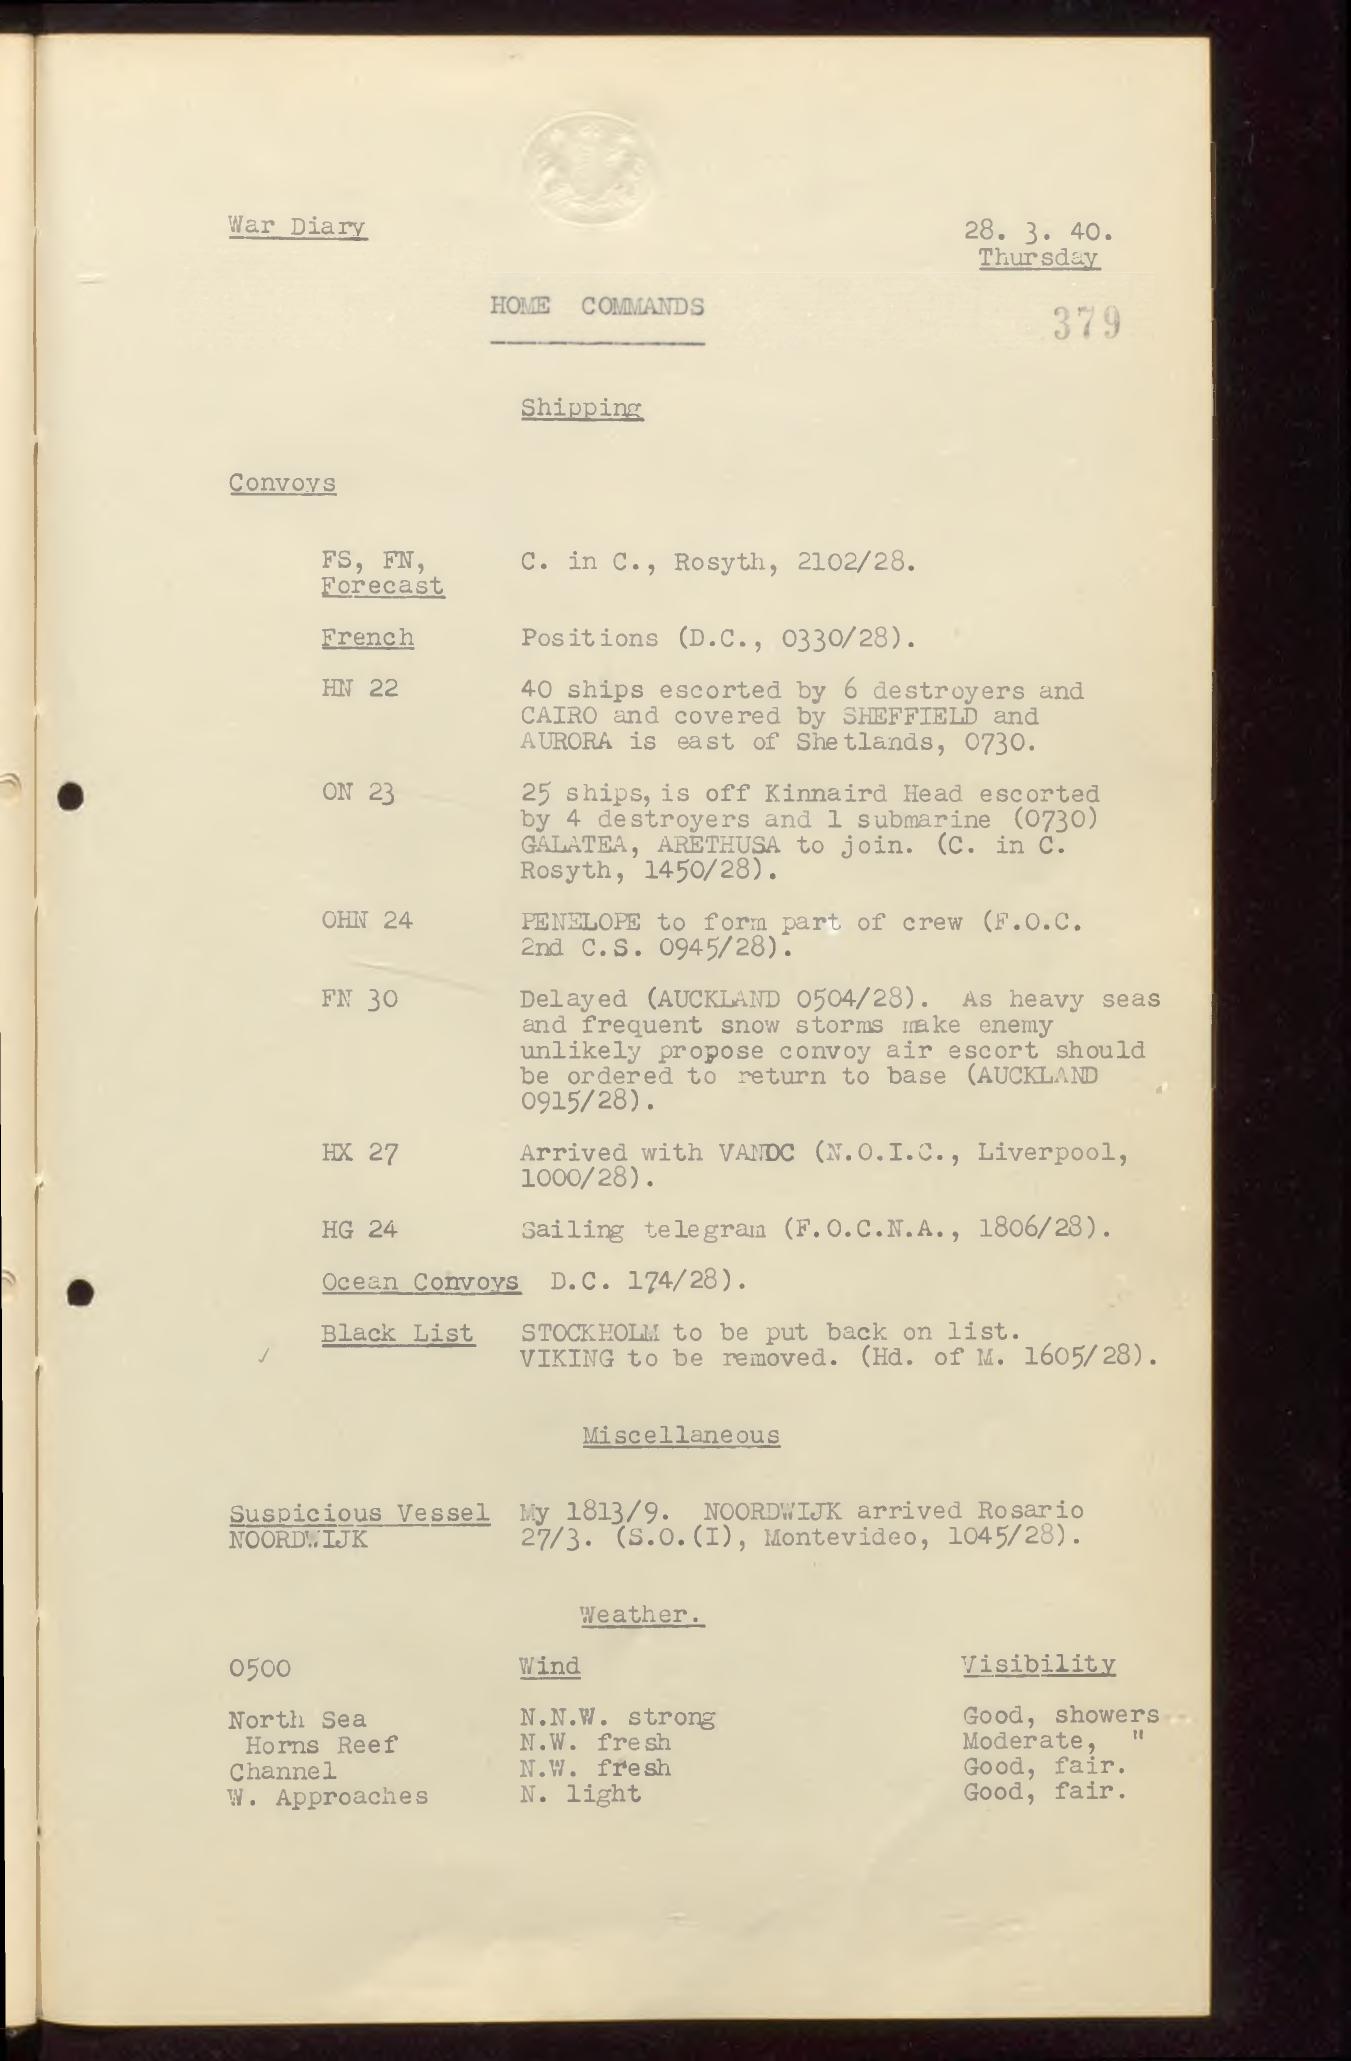 War Diary
28. 3. 40.
Thursday
HOME COMMANDS
379
Shipping
Convoys
FS, FN, C. in C., Rosyth, 2102/28.
Forecast
French Positions (D.C., 0330/28).
HN 22 40 ships escorted by 6 destroyers and
CAIRO and covered by SHEFFIELD and
AURORA is east of Shetlands, 0730.
ON 23 25 ships, is off Kinnaird Head escorted
by 4 destroyers and 1 submarine (0730)
GALATEA, ARETHUSA to join. (C. in C.
Rosyth, 1450/28).
OHN 24 PENELOPE to form part of crew (F.O.C.
2nd C.S. 0945/28).
FN 30 Delayed (AUCKLAND 0504/28). As heavy seas
and frequent snow storms make enemy
unlikely propose convoy air escort should
be ordered to return to base (AUCKLAND
0915/28).
HX 27 Arrived with VANOC (N.O.I.C., Liverpool,
1000/28).
HG 24 Sailing telegram (F.O.C.N.A., 1806/28).
Ocean Convoys D.C. 174/28).
Black List STOCKHOLM to be put back on list.
VIKING to be removed. (Hd. of M. 1605/28).
Miscellaneous
Suspicious Vessel My 1813/9. NOORDWIJK arrived Rosario
NOORDWIJK 27/3. (S.O.(I), Montevideo, 1045/28).
Weather.
0500 Wind Visibility
North Sea N.N.W. strong Good, showers
Horns Reef N.W. fresh Moderate, "
Channel N.W. fresh Good, fair.
W. Approaches N. light Good, fair.